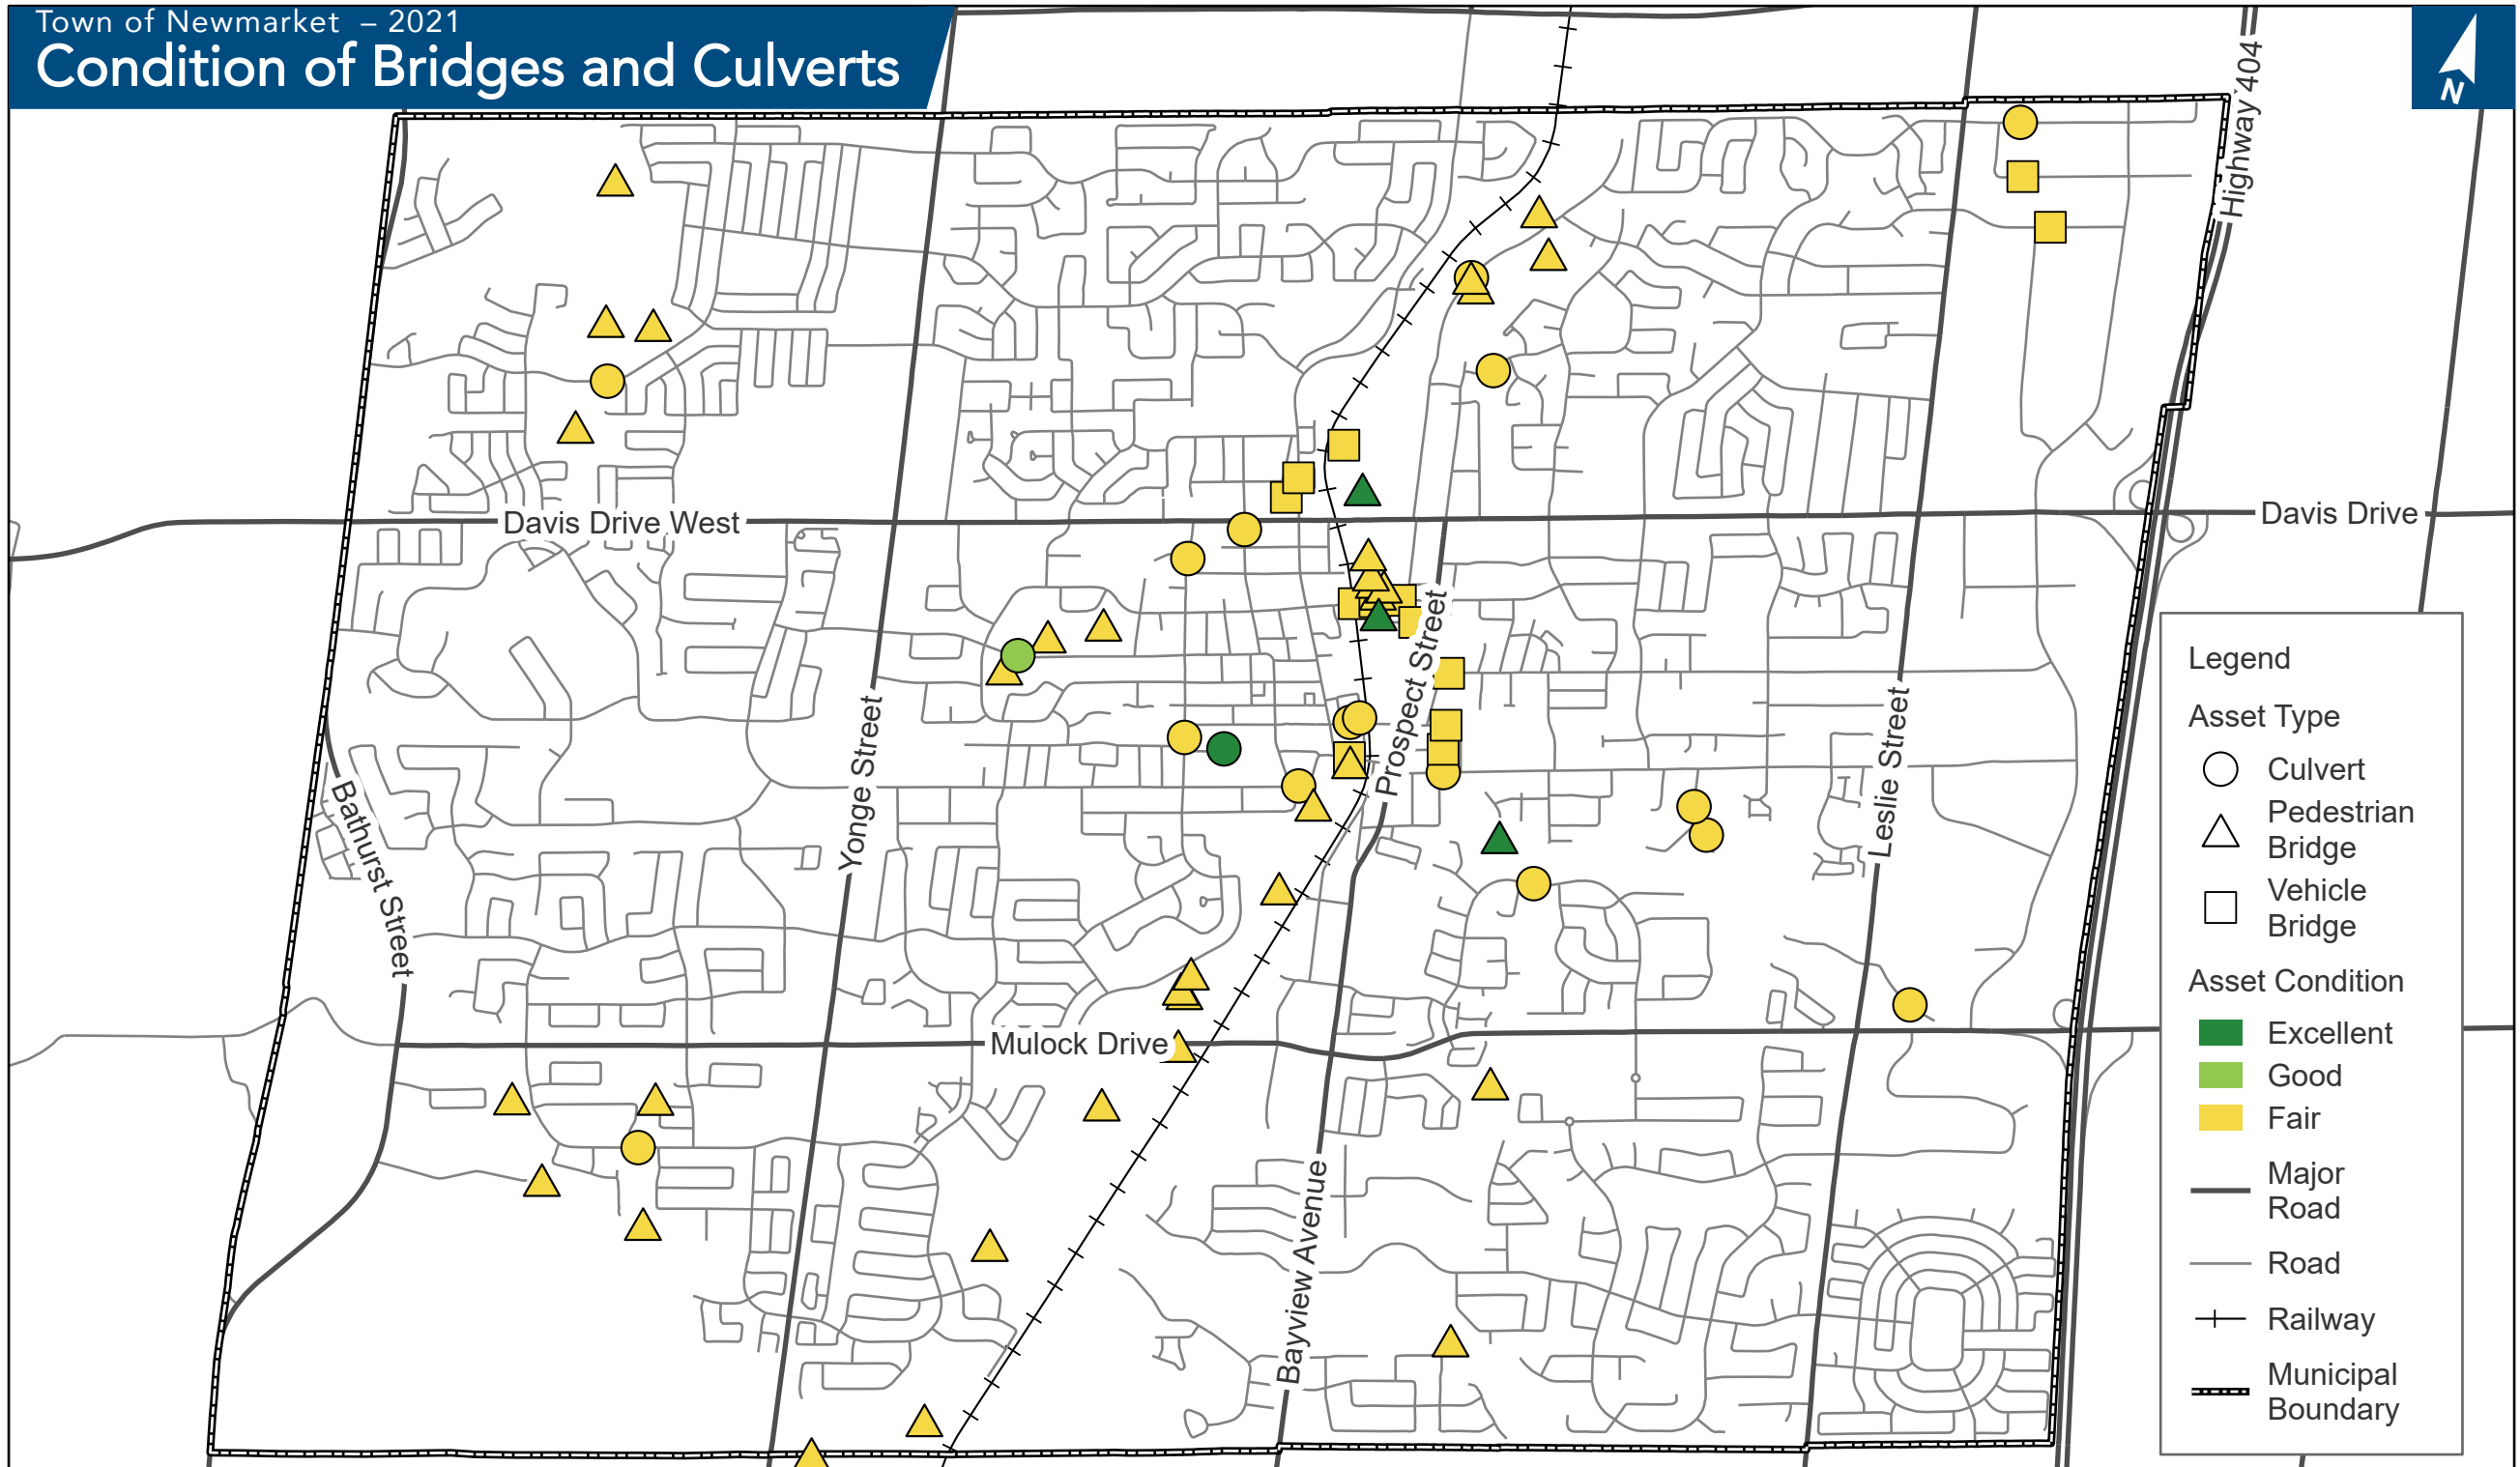 Town of Newmarket – 2021
Condition of Bridges and Culverts
N
Highway 404
Davis Drive West
Davis Drive
Prospect Street
Yonge Street
Leslie Street
Bathurst Street
Mulock Drive
Bayview Avenue
Legend
Asset Type
Culvert
Pedestrian
Bridge
Vehicle
Bridge
Asset Condition
Excellent
Good
Fair
Major
Road
Road
Railway
Municipal
Boundary